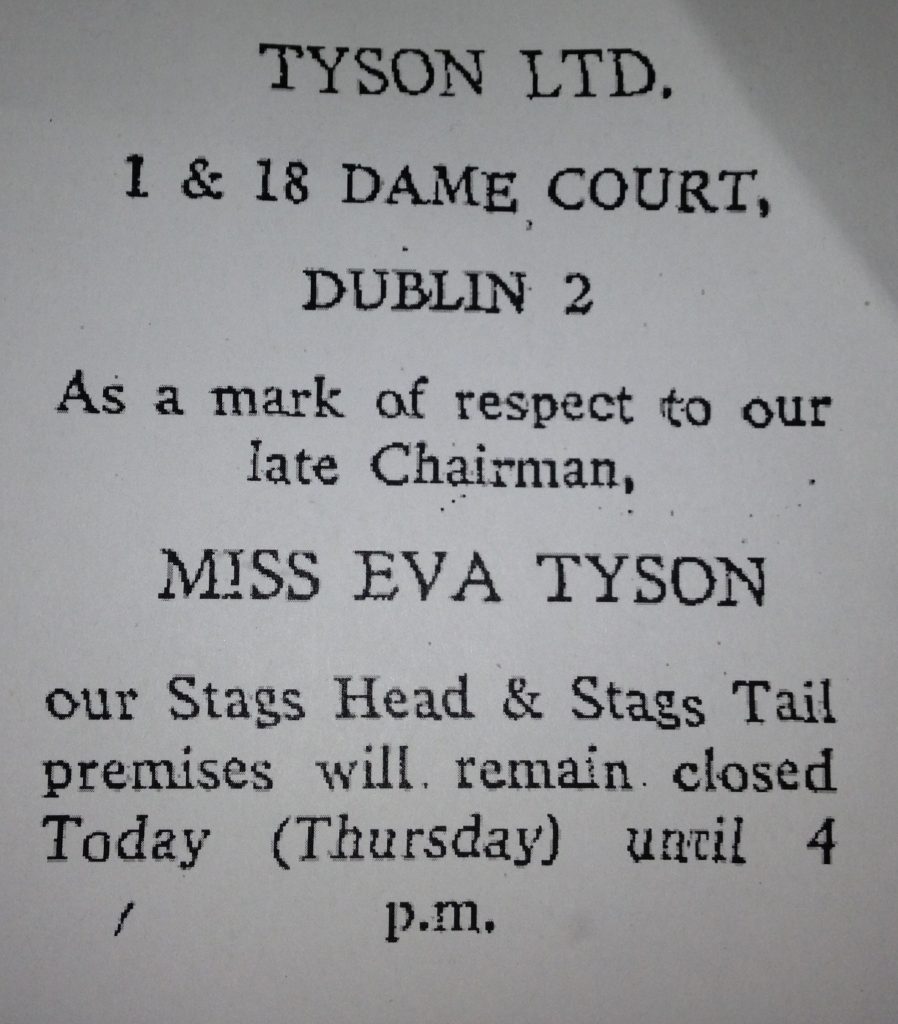 TYSON LTD.
1 & 18 DAME COURT,
DUBLIN 2
As a mark of respect to our
late Chairman,
MISS EVA TYSON
our Stags Head & Stags Tail
premises will remain closed
Today (Thursday) until 4
p.m.